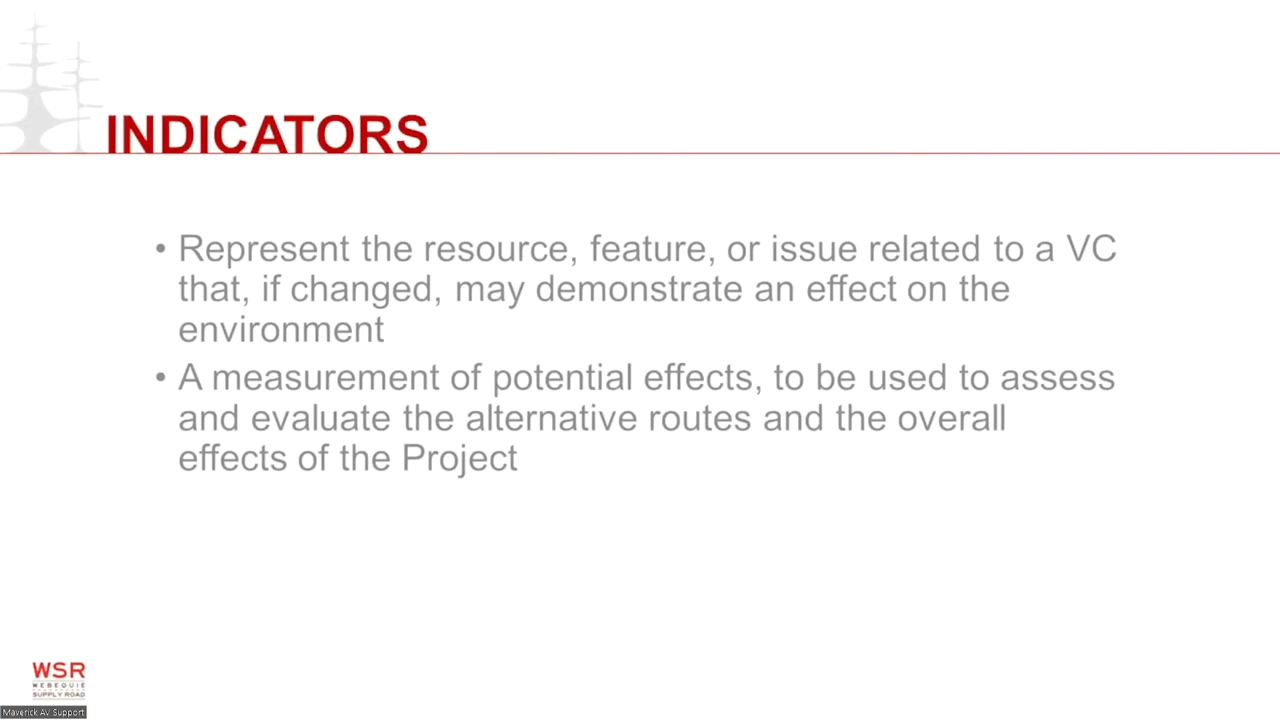 INDICATORS
• Represent the resource, feature, or issue related to a VC
that, if changed, may demonstrate an effect on the
environment
• A measurement of potential effects, to be used to assess
and evaluate the alternative routes and the overall
effects of the Project
WSR
WEBEQUIE
SUPPLY ROAD
Maverick AV Support